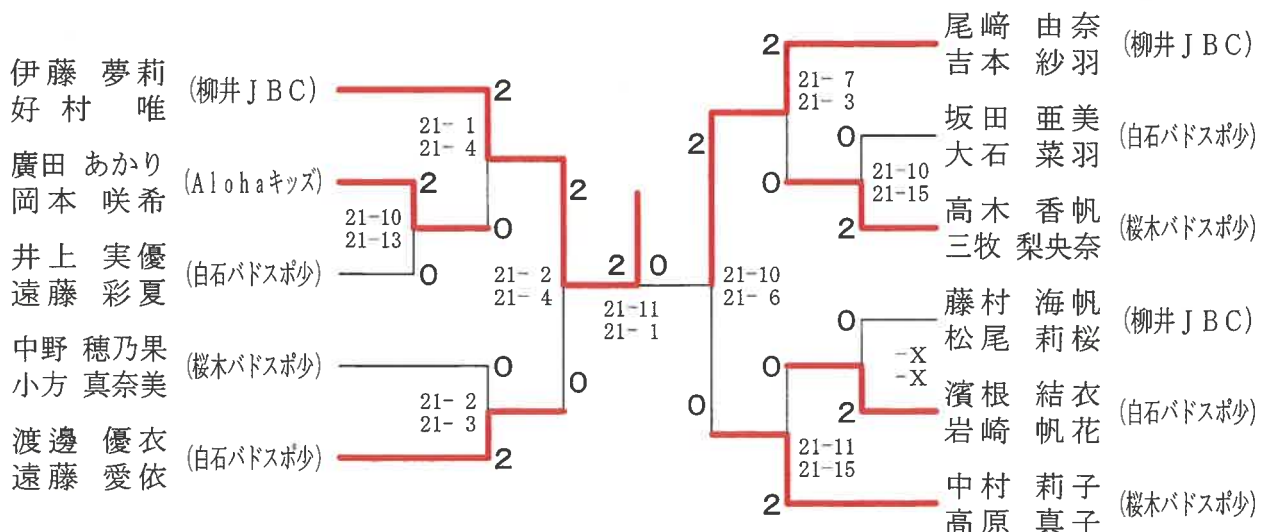 伊藤 夢莉
好村 唯
(柳井JBC)
2
21- 1
21- 4
廣田 あかり
岡本 咲希
(Alohaキッズ)
2
0
21-10
21-13
井上 実優
遠藤 彩夏
(白石バドスポ少)
0
2
21- 2
21- 4
中野 穂乃果
小方 真奈美
(桜木バドスポ少)
0
0
21- 2
21- 3
渡邊 優衣
遠藤 愛依
(白石バドスポ少)
2
2
0
21-11
21- 1
尾﨑 由奈
吉本 紗羽
(柳井JBC)
2
21- 7
21- 3
坂田 亜美
大石 菜羽
(白石バドスポ少)
0
2
0
21-10
21-15
高木 香帆
三牧 梨央奈
(桜木バドスポ少)
2
21-10
21- 6
藤村 海帆
松尾 莉桜
(柳井JBC)
0
-X
-X
0
濱根 結衣
岩崎 帆花
(白石バドスポ少)
2
0
21-11
21-15
中村 莉子
高原 真子
(桜木バドスポ少)
2